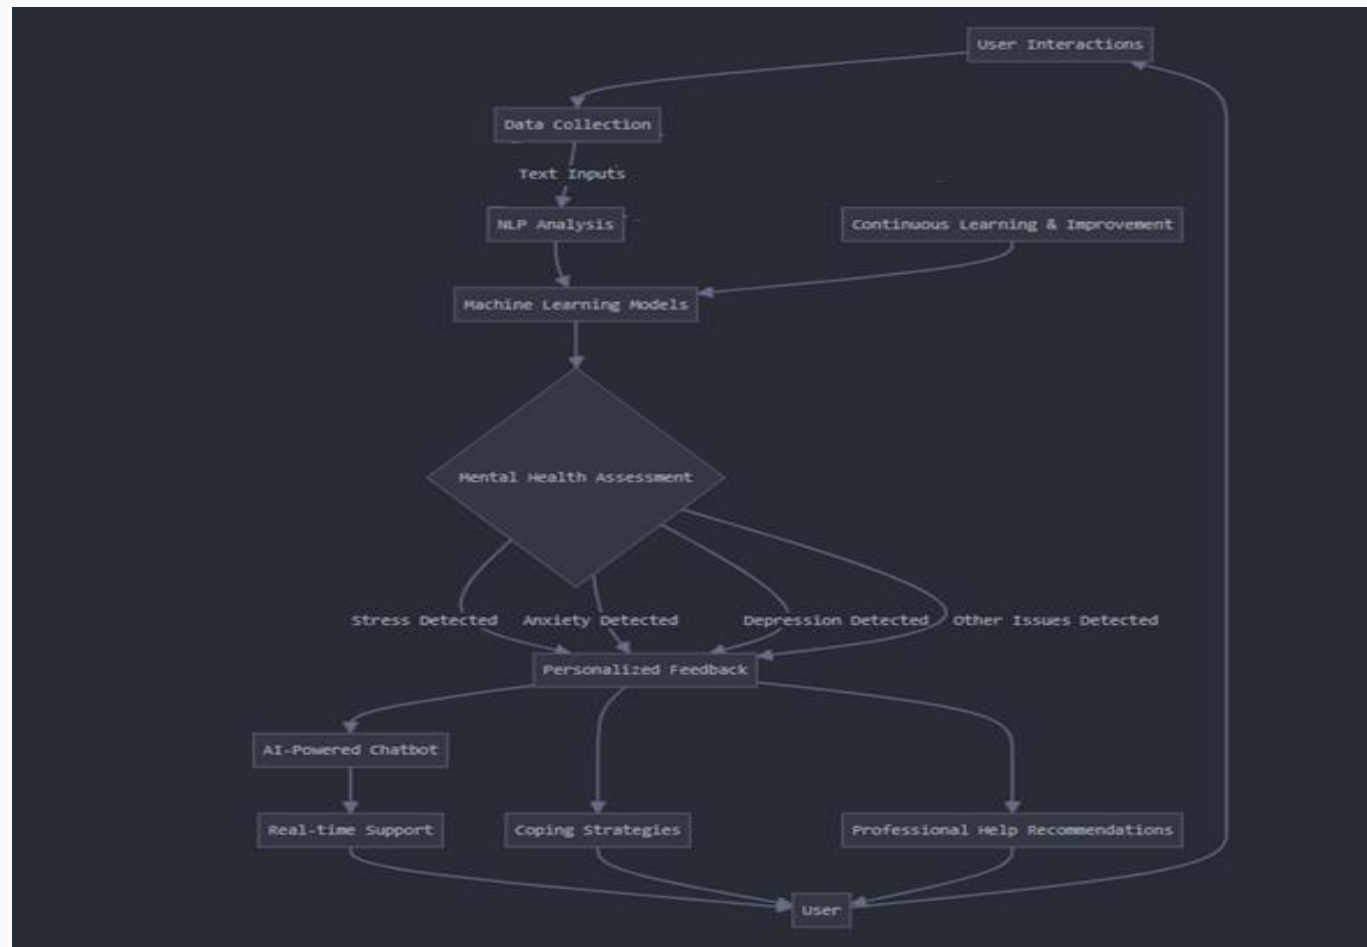 User Interactions
Data Collection
Text Inputs
NLP Analysis
Continuous Learning & Improvement
Machine Learning Models
Mental Health Assessment
Stress Detected
Anxiety Detected
Depression Detected
Other Issues Detected
Personalized Feedback
AI-Powered Chatbot
Real-time Support
Coping Strategies
Professional Help Recommendations
User